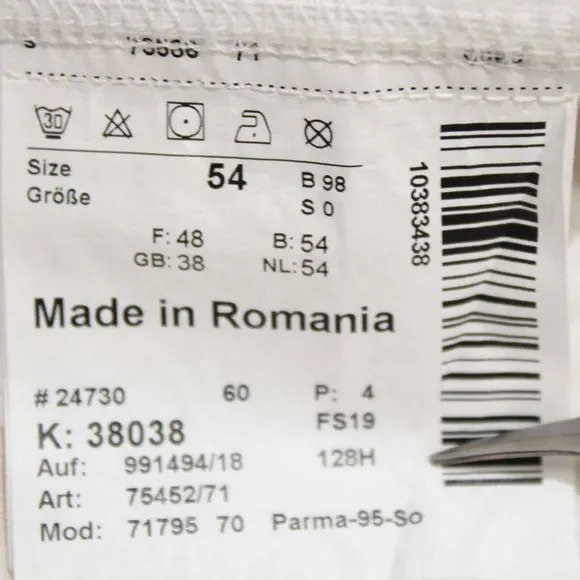 30
Size 54 B 98
Größe S 0
F: 48 B: 54
GB: 38 NL: 54
Made in Romania
# 24730 60 P: 4
K: 38038 FS19
Auf: 991494/18 128H
Art: 75452/71
Mod: 71795 70 Parma-95-So
10383438